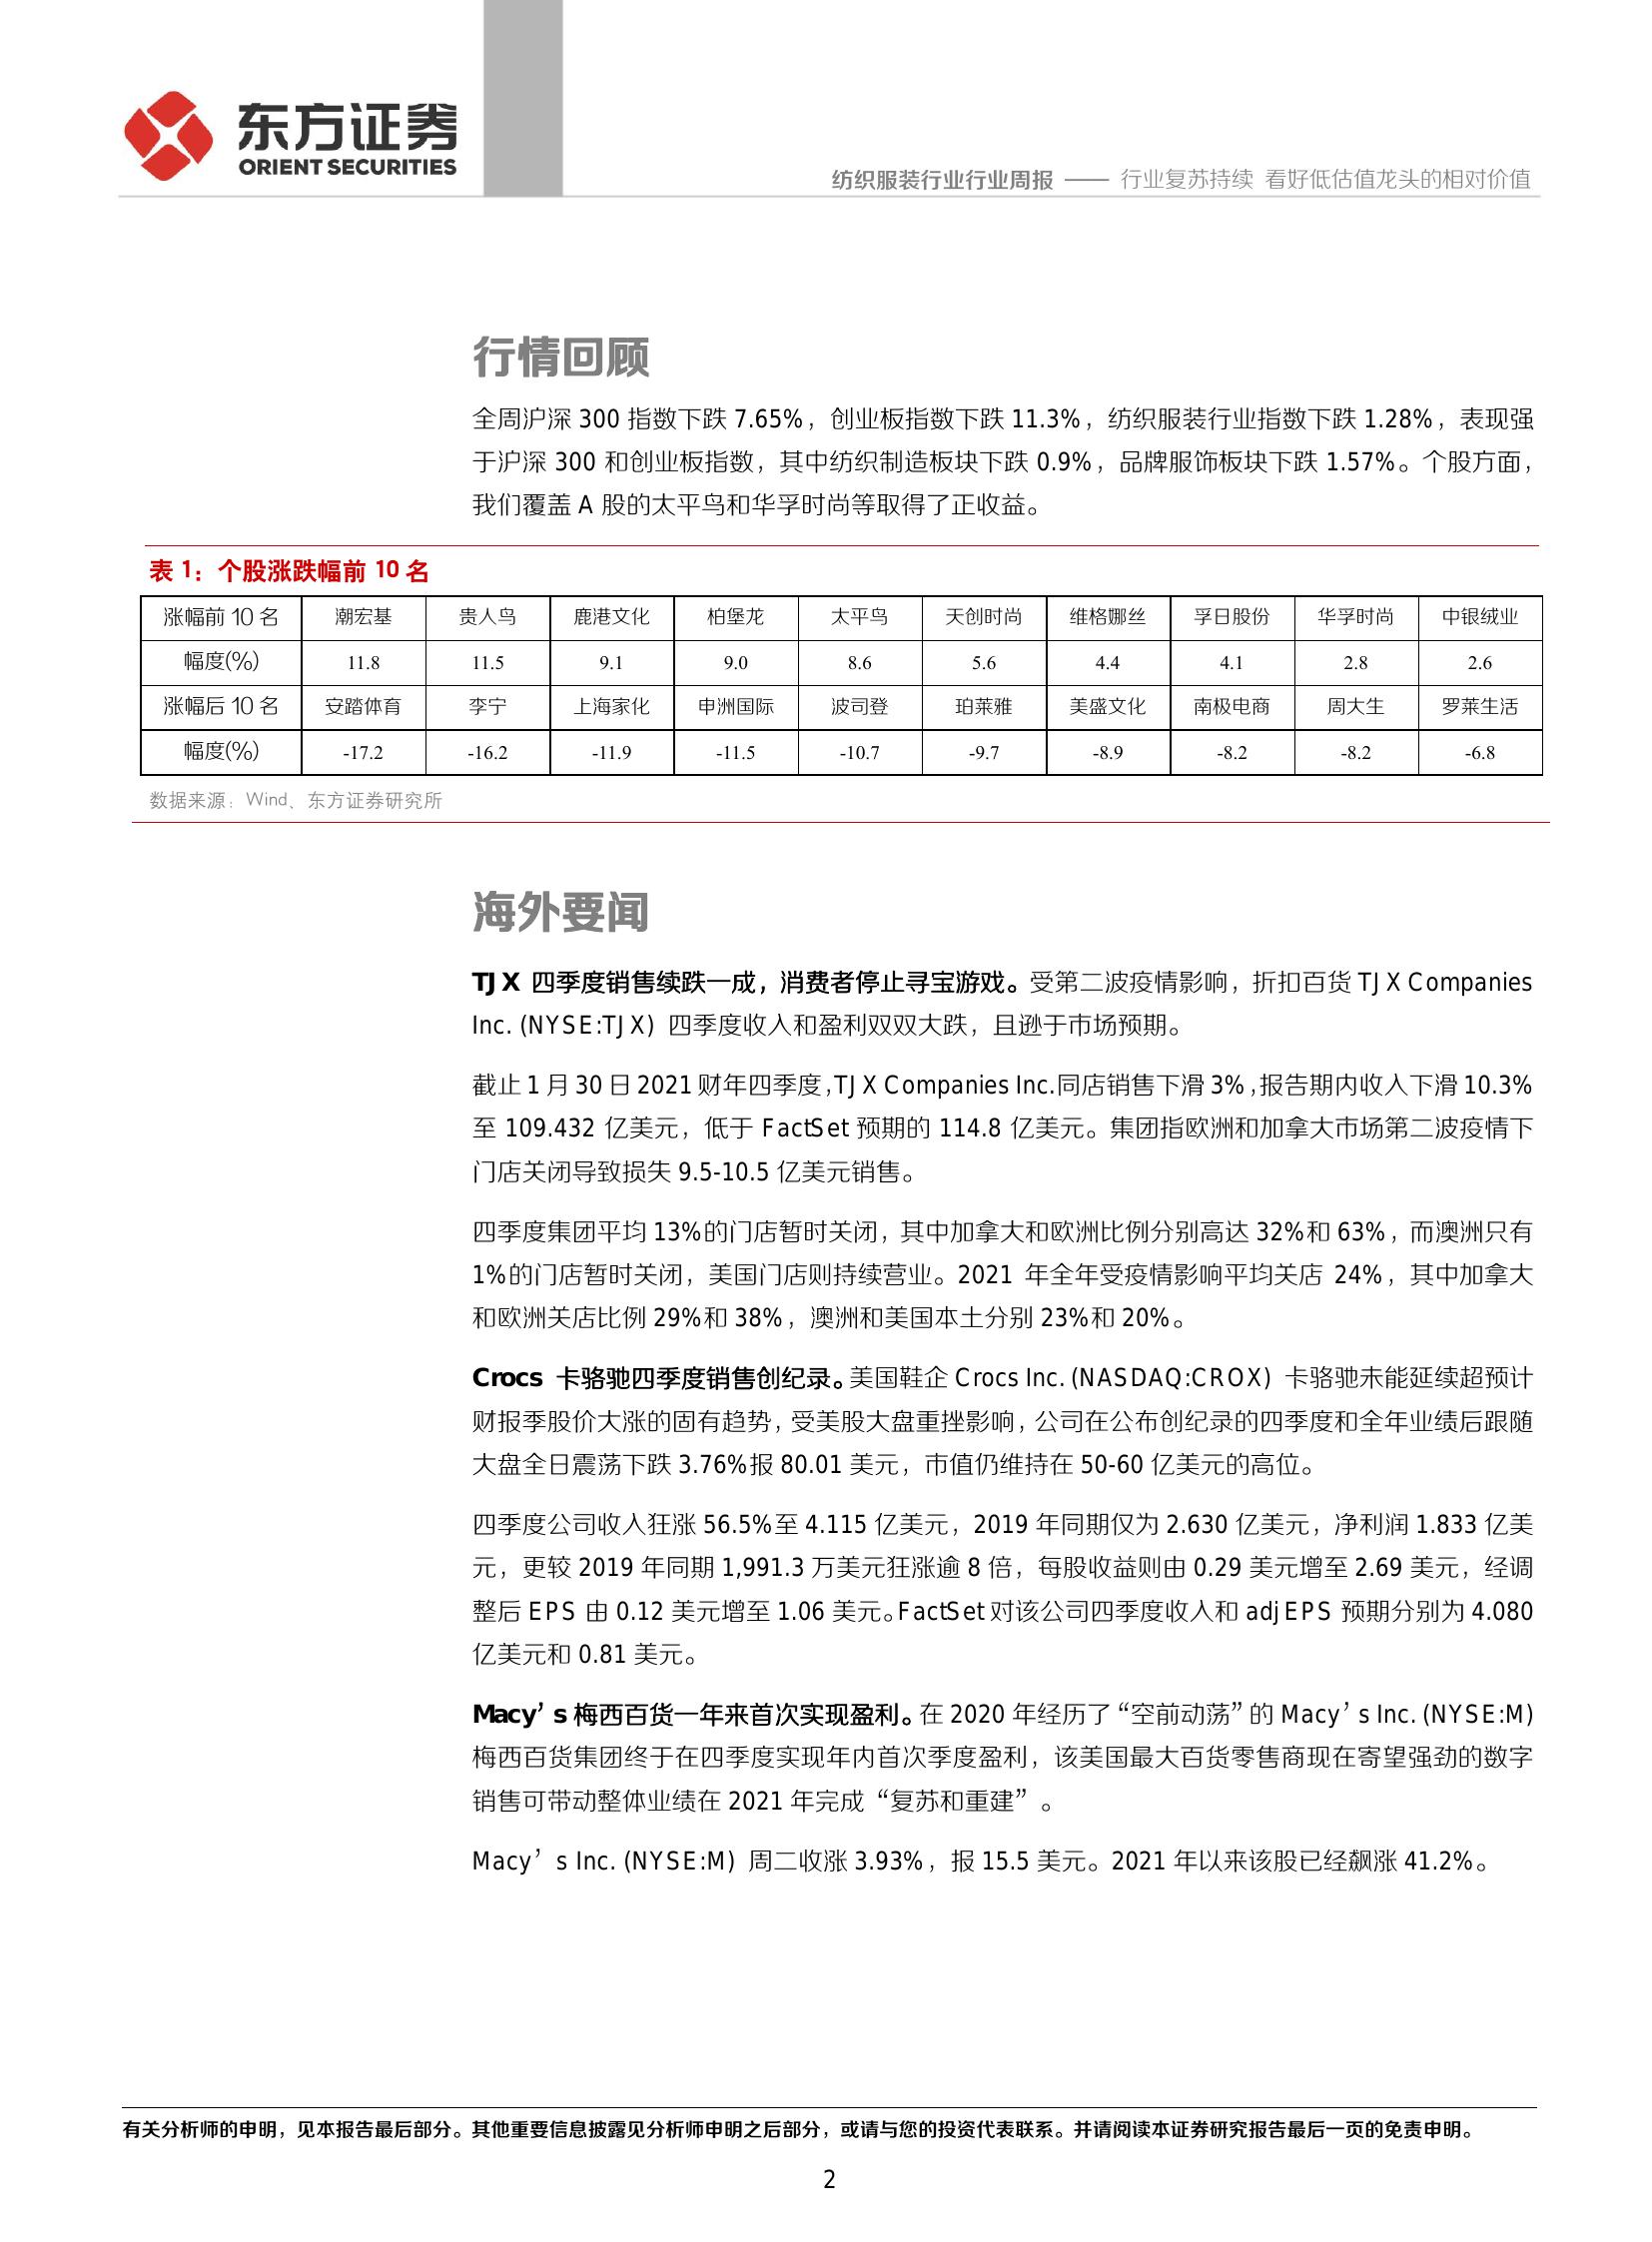 东方证券
ORIENT SECURITIES
纺织服装行业行业周报 —— 行业复苏持续 看好低估值龙头的相对价值
行情回顾
全周沪深 300 指数下跌 7.65%，创业板指数下跌 11.3%，纺织服装行业指数下跌 1.28%，表现强
于沪深 300 和创业板指数，其中纺织制造板块下跌 0.9%，品牌服饰板块下跌 1.57%。个股方面，
我们覆盖 A 股的太平鸟和华孚时尚等取得了正收益。
表 1：个股涨跌幅前 10 名
涨幅前 10 名 潮宏基 贵人鸟 鹿港文化 柏堡龙 太平鸟 天创时尚 维格娜丝 孚日股份 华孚时尚 中银绒业
幅度(%) 11.8 11.5 9.1 9.0 8.6 5.6 4.4 4.1 2.8 2.6
涨幅后 10 名 安踏体育 李宁 上海家化 申洲国际 波司登 珀莱雅 美盛文化 南极电商 周大生 罗莱生活
幅度(%) -17.2 -16.2 -11.9 -11.5 -10.7 -9.7 -8.9 -8.2 -8.2 -6.8
数据来源：Wind、东方证券研究所
海外要闻
TJX 四季度销售续跌一成，消费者停止寻宝游戏。受第二波疫情影响，折扣百货 TJX Companies
Inc. (NYSE:TJX) 四季度收入和盈利双双大跌，且逊于市场预期。
截止 1 月 30 日 2021 财年四季度，TJX Companies Inc.同店销售下滑 3%，报告期内收入下滑 10.3%
至 109.432 亿美元，低于 FactSet 预期的 114.8 亿美元。集团指欧洲和加拿大市场第二波疫情下
门店关闭导致损失 9.5-10.5 亿美元销售。
四季度集团平均 13%的门店暂时关闭，其中加拿大和欧洲比例分别高达 32%和 63%，而澳洲只有
1%的门店暂时关闭，美国门店则持续营业。2021 年全年受疫情影响平均关店 24%，其中加拿大
和欧洲关店比例 29%和 38%，澳洲和美国本土分别 23%和 20%。
Crocs 卡骆驰四季度销售创纪录。美国鞋企 Crocs Inc. (NASDAQ:CROX) 卡骆驰未能延续超预计
财报季股价大涨的固有趋势，受美股大盘重挫影响，公司在公布创纪录的四季度和全年业绩后跟随
大盘全日震荡下跌 3.76%报 80.01 美元，市值仍维持在 50-60 亿美元的高位。
四季度公司收入狂涨 56.5%至 4.115 亿美元，2019 年同期仅为 2.630 亿美元，净利润 1.833 亿美
元，更较 2019 年同期 1,991.3 万美元狂涨逾 8 倍，每股收益则由 0.29 美元增至 2.69 美元，经调
整后 EPS 由 0.12 美元增至 1.06 美元。FactSet 对该公司四季度收入和 adjEPS 预期分别为 4.080
亿美元和 0.81 美元。
Macy’s 梅西百货一年来首次实现盈利。在 2020 年经历了“空前动荡”的 Macy’s Inc. (NYSE:M)
梅西百货集团终于在四季度实现年内首次季度盈利，该美国最大百货零售商现在寄望强劲的数字
销售可带动整体业绩在 2021 年完成“复苏和重建”。
Macy’s Inc. (NYSE:M) 周二收涨 3.93%，报 15.5 美元。2021 年以来该股已经飙涨 41.2%。
有关分析师的申明，见本报告最后部分。其他重要信息披露见分析师申明之后部分，或请与您的投资代表联系。并请阅读本证券研究报告最后一页的免责申明。
2